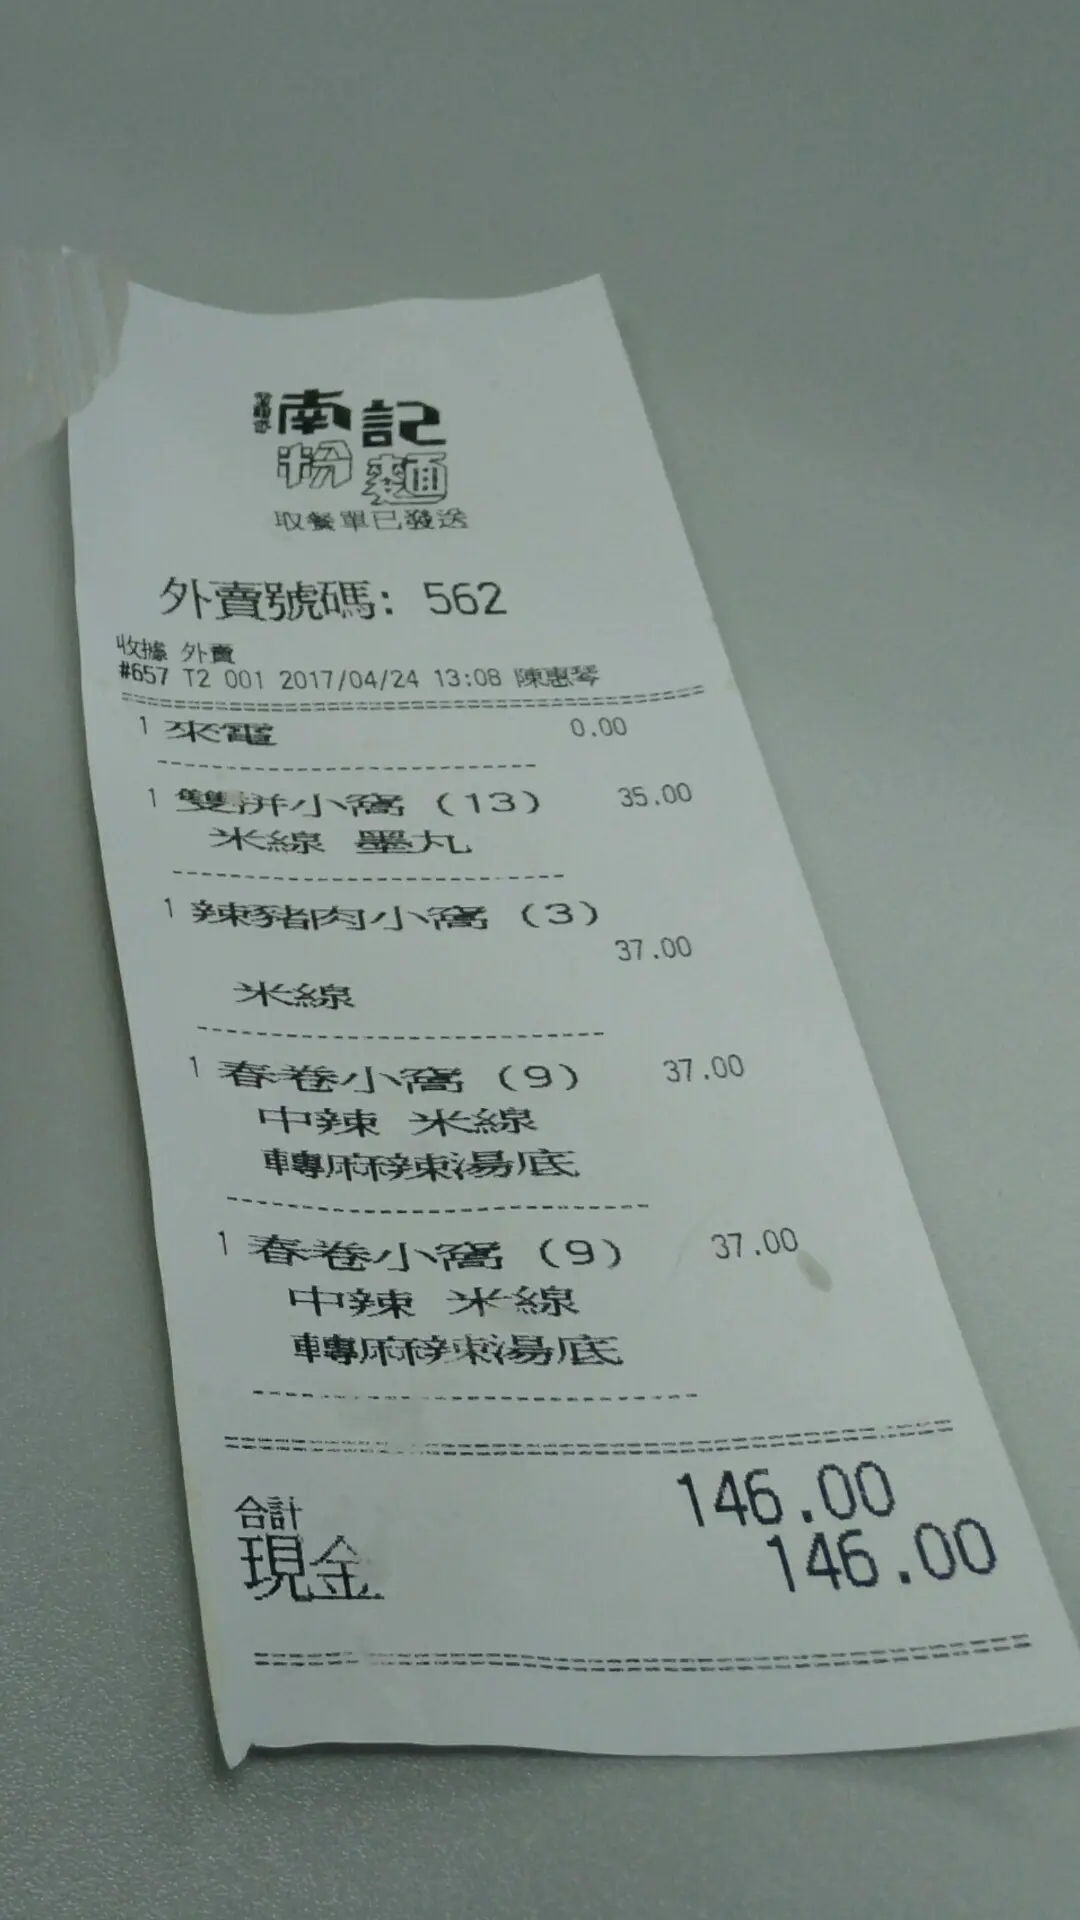 南記
粉麵
取餐單已發送
外賣號碼: 562
收據 外賣
#657 T2 001 2017/04/24 13:08 陳惠琴
1 來電 0.00
1 雙拼小窩 (13) 35.00
米線 墨丸
1 辣豬肉小窩 (3)
37.00
米線
1 春卷小窩 (9) 37.00
中辣 米線
轉麻辣湯底
1 春卷小窩 (9) 37.00
中辣 米線
轉麻辣湯底
合計 146.00
現金 146.00